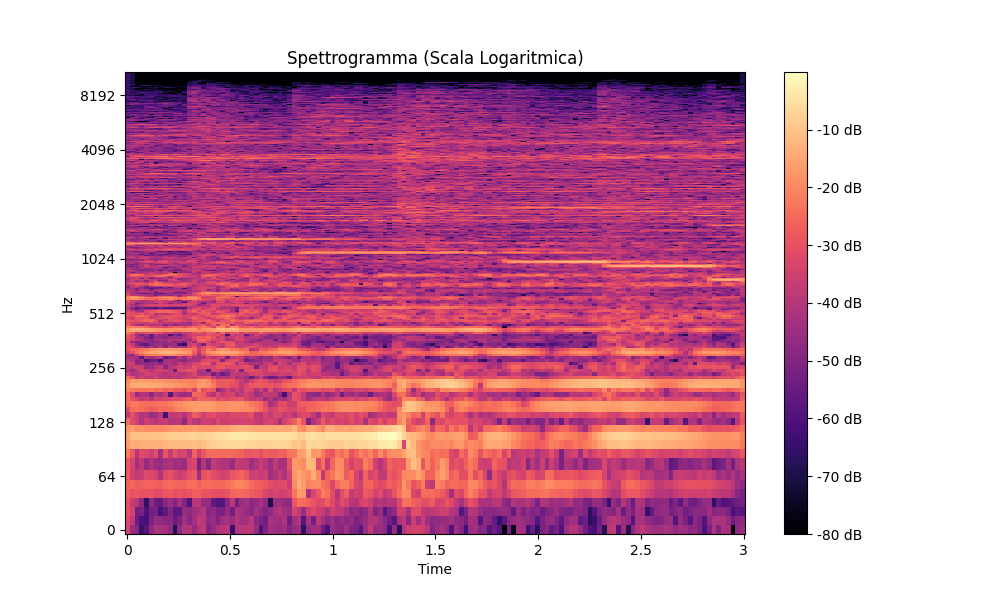 Spettrogramma (Scala Logaritmica)
Hz
8192
4096
2048
1024
512
256
128
64
0
0 0.5 1 1.5 2 2.5 3
Time
-10 dB
-20 dB
-30 dB
-40 dB
-50 dB
-60 dB
-70 dB
-80 dB